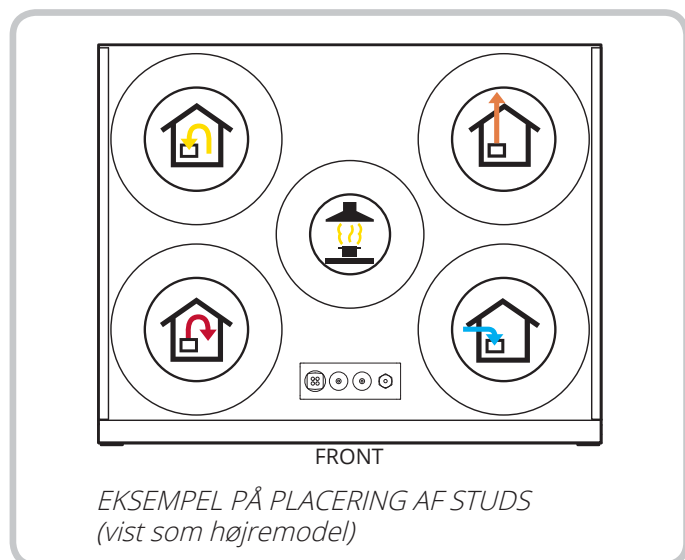 FRONT
EKSEMPEL PÅ PLACERING AF STUDS
(vist som højremodel)